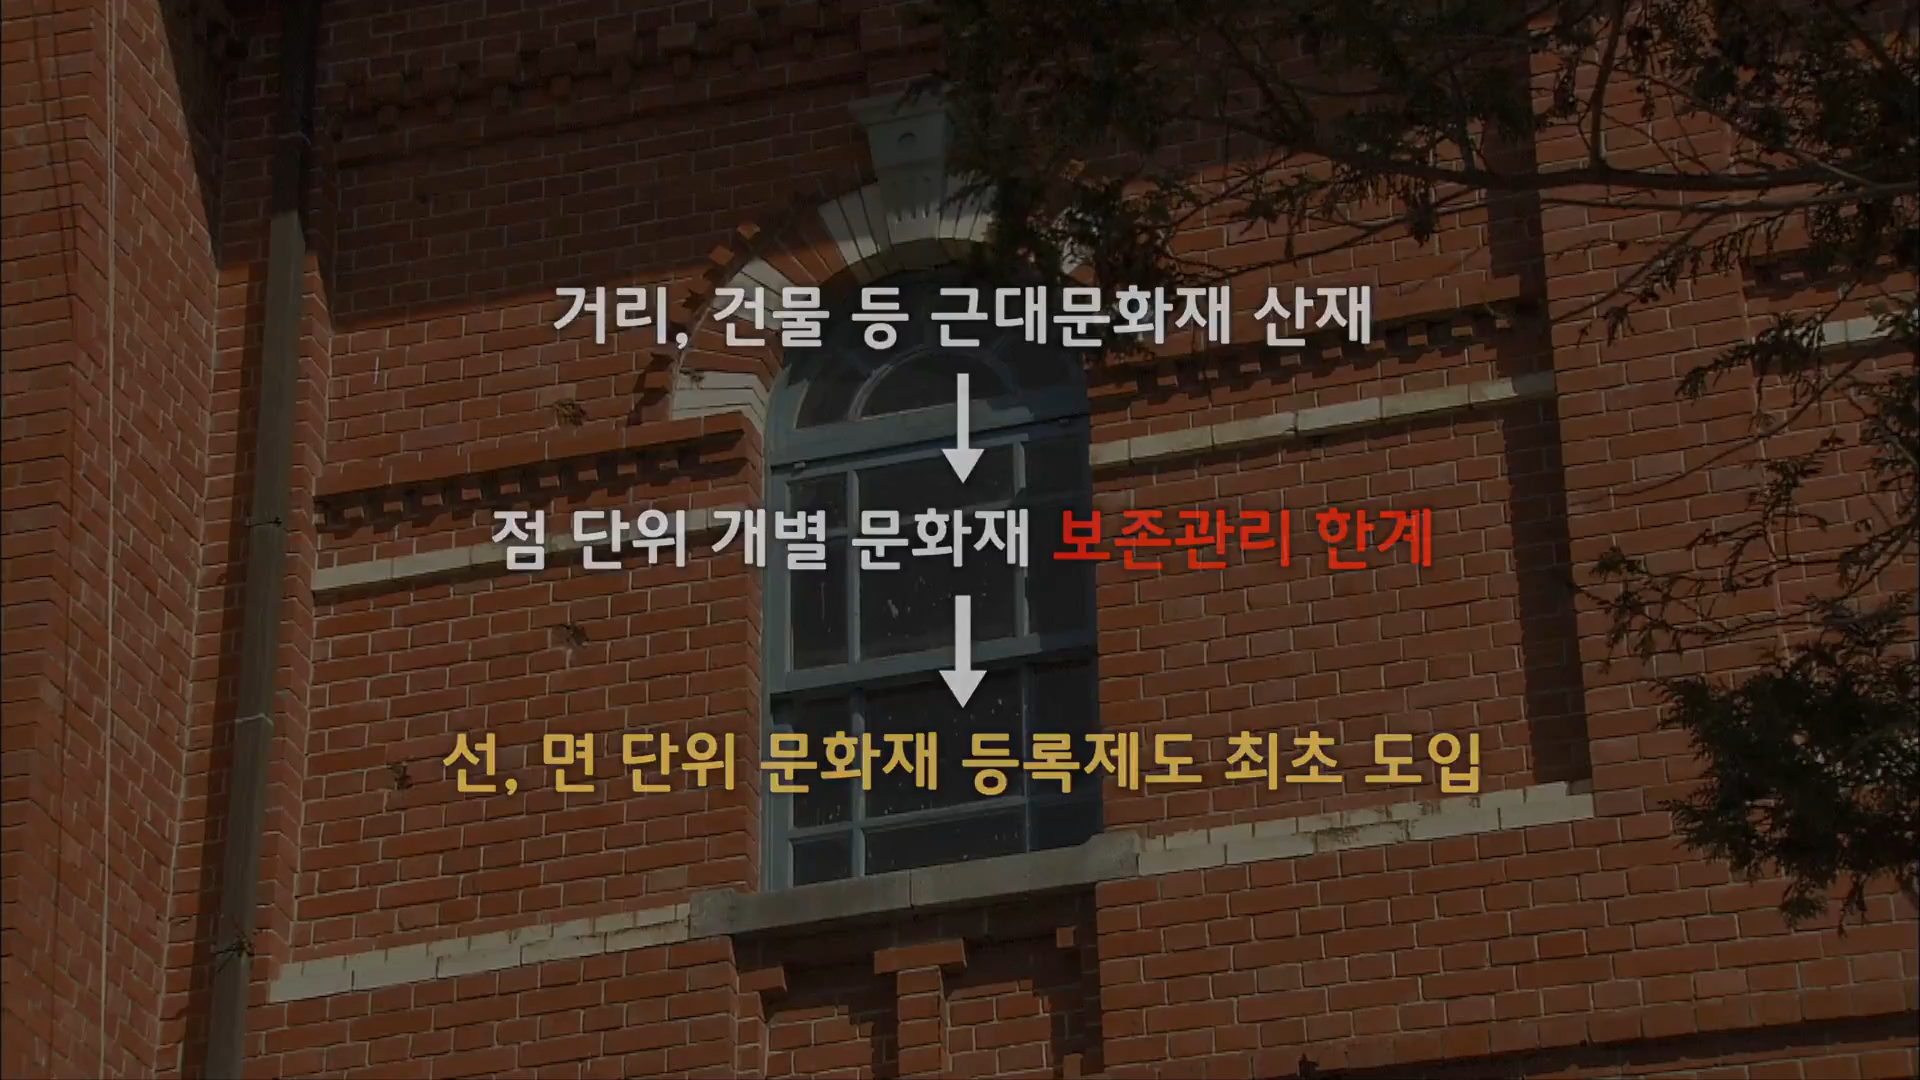 거리, 건물 등 근대문화재 산재
점 단위 개별 문화재 보존관리 한계
선, 면 단위 문화재 등록제도 최초 도입